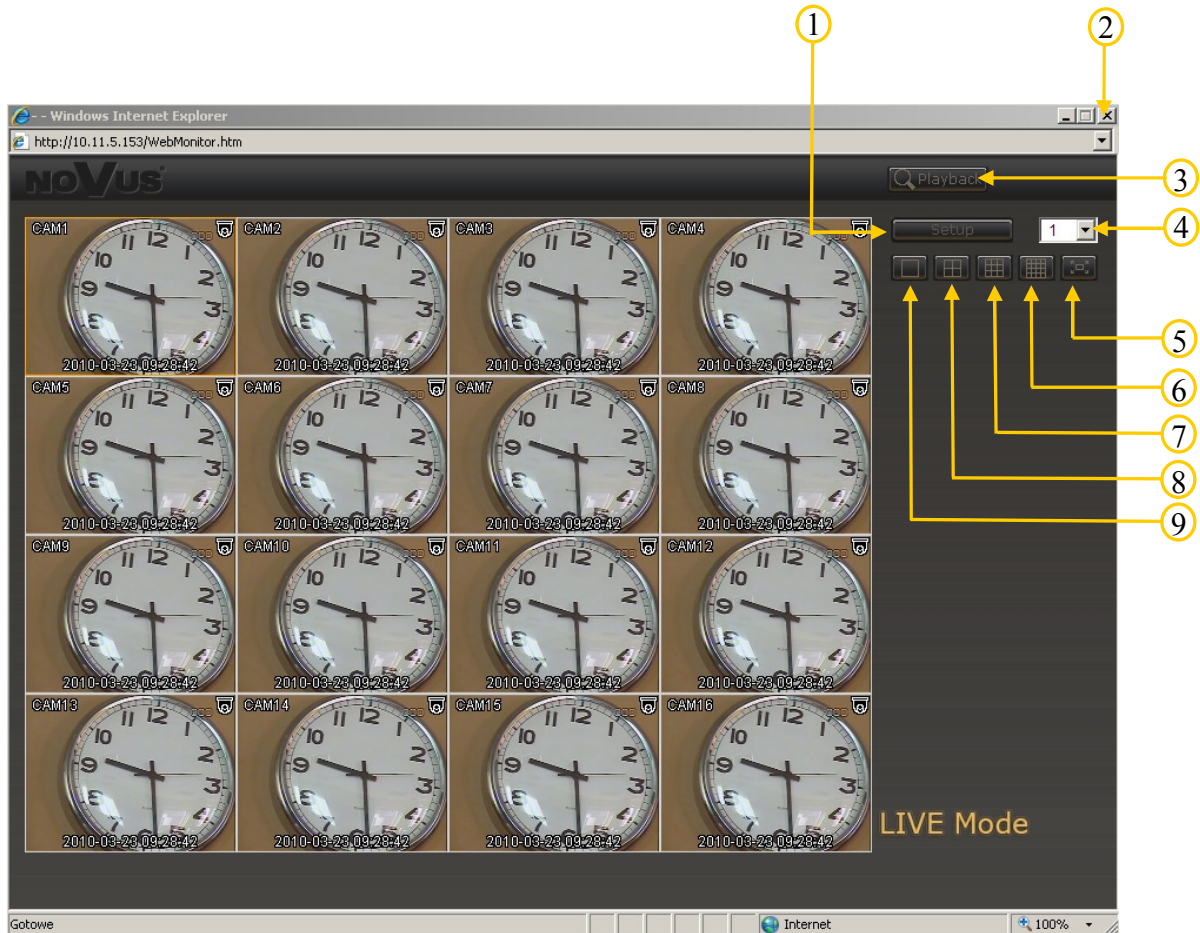 1 2
- - Windows Internet Explorer
http://10.11.5.153/WebMonitor.htm
NOVUS
Playback
3
CAM1 CAM2 CAM3 CAM4
Setup
1
4
2010-03-23 09:28:42 2010-03-23 09:28:42 2010-03-23 09:28:42 2010-03-23 09:28:42
5
CAM5 CAM6 CAM7 CAM8
6
7
8
2010-03-23 09:28:42 2010-03-23 09:28:42 2010-03-23 09:28:42 2010-03-23 09:28:42
9
CAM9 CAM10 CAM11 CAM12
2010-03-23 09:28:42 2010-03-23 09:28:42 2010-03-23 09:28:42 2010-03-23 09:28:42
CAM13 CAM14 CAM15 CAM16
2010-03-23 09:28:42 2010-03-23 09:28:42 2010-03-23 09:28:42 2010-03-23 09:28:42
LIVE Mode
Gotowe
Internet
100%